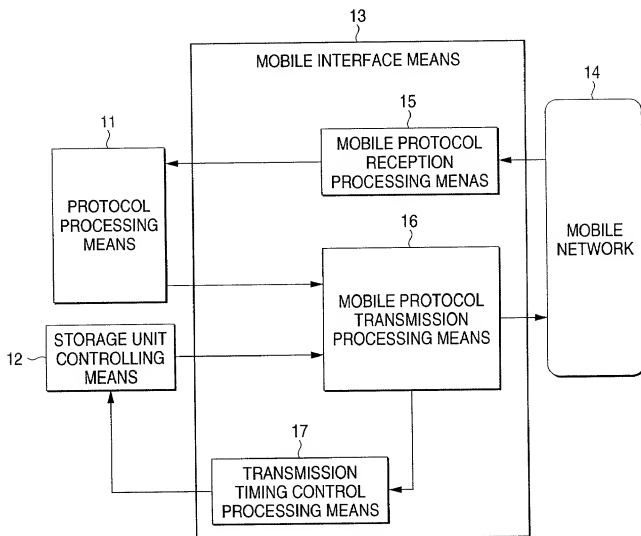 13
MOBILE INTERFACE MEANS
14
11
15
MOBILE PROTOCOL
RECEPTION
PROCESSING MENAS
PROTOCOL
PROCESSING
MEANS
16
MOBILE
NETWORK
MOBILE PROTOCOL
TRANSMISSION
PROCESSING MEANS
12
STORAGE UNIT
CONTROLLING
MEANS
17
TRANSMISSION
TIMING CONTROL
PROCESSING MEANS